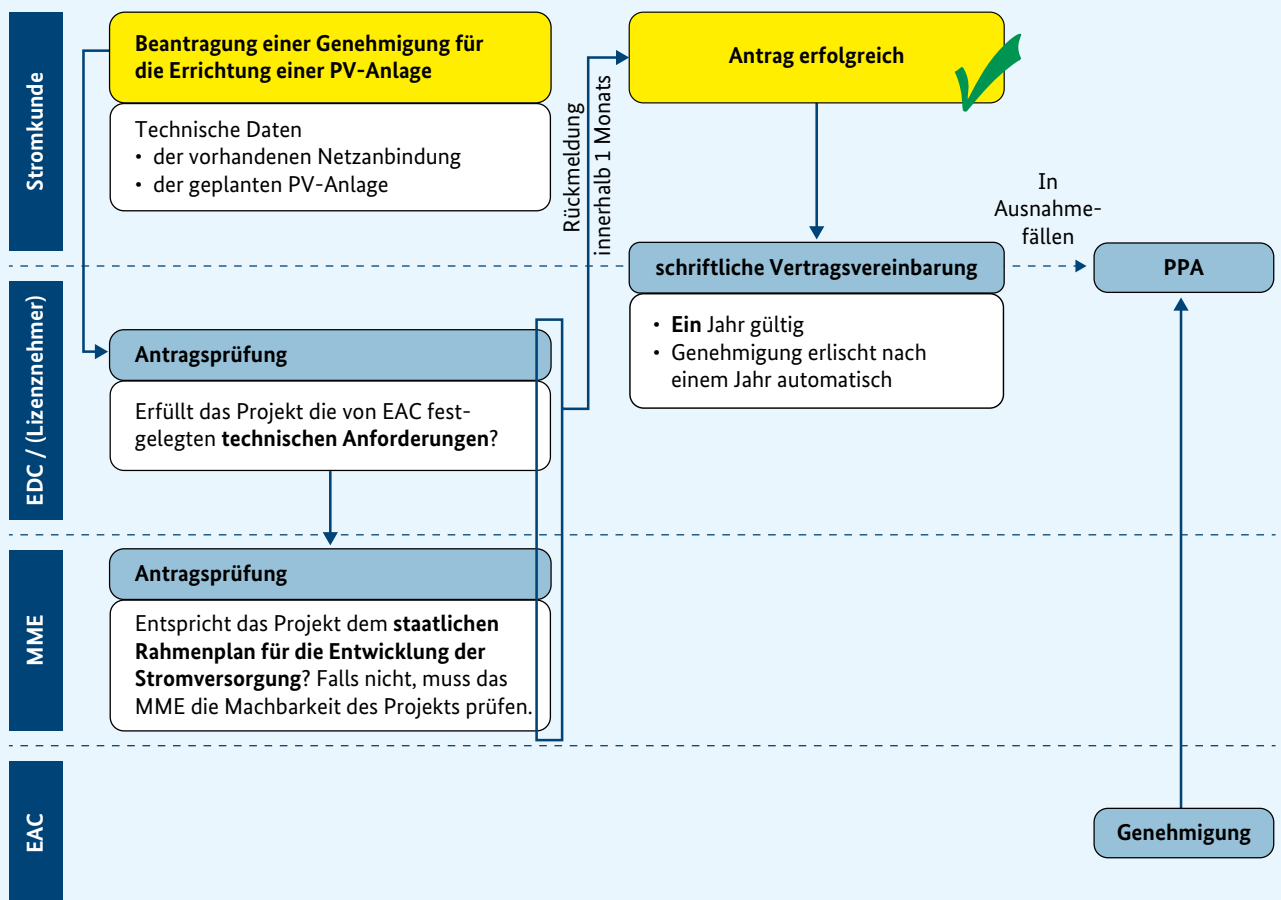 Stromkunde
Beantragung einer Genehmigung für
die Errichtung einer PV-Anlage
Technische Daten
• der vorhandenen Netzanbindung
• der geplanten PV-Anlage
Rückmeldung
innerhalb 1 Monats
Antrag erfolgreich
In
Ausnahme-
fällen
schriftliche Vertragsvereinbarung
• Ein Jahr gültig
• Genehmigung erlischt nach
einem Jahr automatisch
PPA
EDC / (Lizenznehmer)
Antragsprüfung
Erfüllt das Projekt die von EAC fest-
gelegten technischen Anforderungen?
MME
Antragsprüfung
Entspricht das Projekt dem staatlichen
Rahmenplan für die Entwicklung der
Stromversorgung? Falls nicht, muss das
MME die Machbarkeit des Projekts prüfen.
EAC
Genehmigung